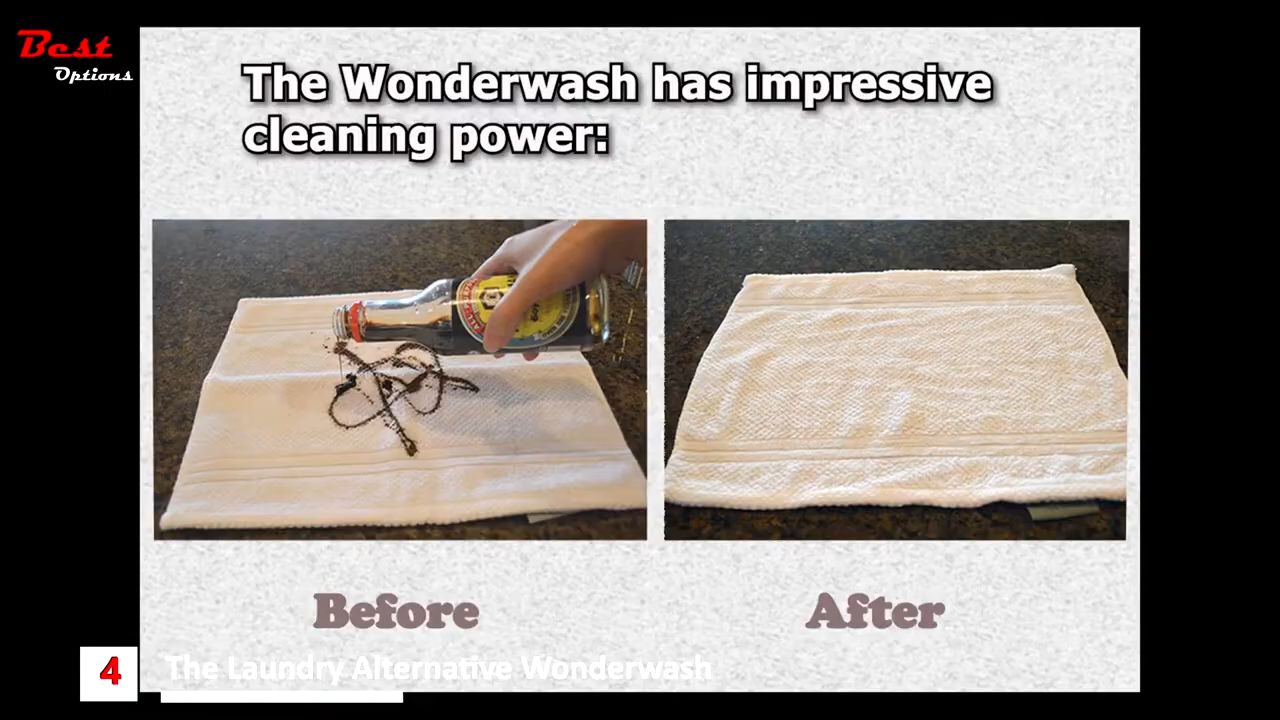 Best
Options
The Wonderwash has impressive
cleaning power:
Before
After
4
The Laundry Alternative Wonderwash